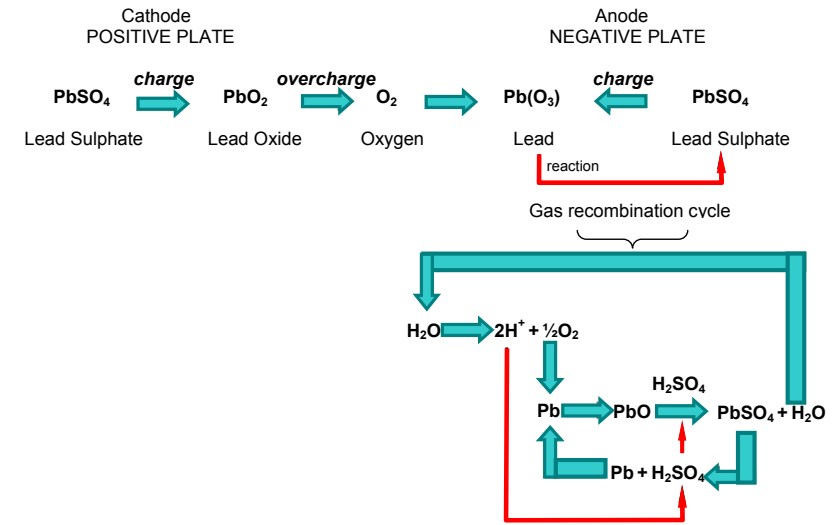 Cathode
POSITIVE PLATE
Anode
NEGATIVE PLATE
charge
overcharge
charge
PbSO₄
PbO₂
O₂
Pb(O₃)
PbSO₄
Lead Sulphate
Lead Oxide
Oxygen
Lead
Lead Sulphate
reaction
Gas recombination cycle
H₂O
2H⁺ + ½O₂
H₂SO₄
Pb
PbO
PbSO₄ + H₂O
Pb + H₂SO₄